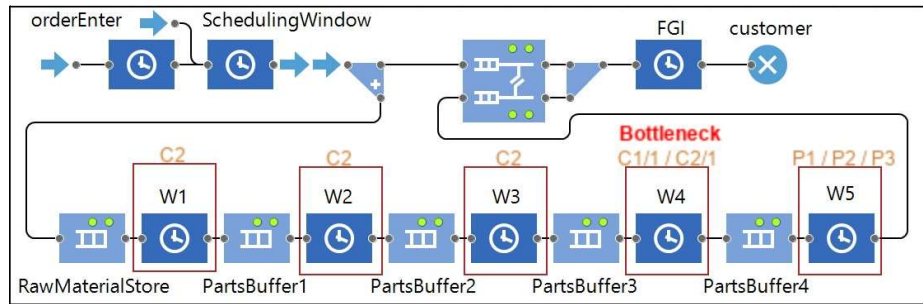 orderEnter
SchedulingWindow
FGI
customer
Bottleneck
C2
C2
C2
C1/1 / C2/1
P1 / P2 / P3
W1
W2
W3
W4
W5
RawMaterialStore
PartsBuffer1
PartsBuffer2
PartsBuffer3
PartsBuffer4